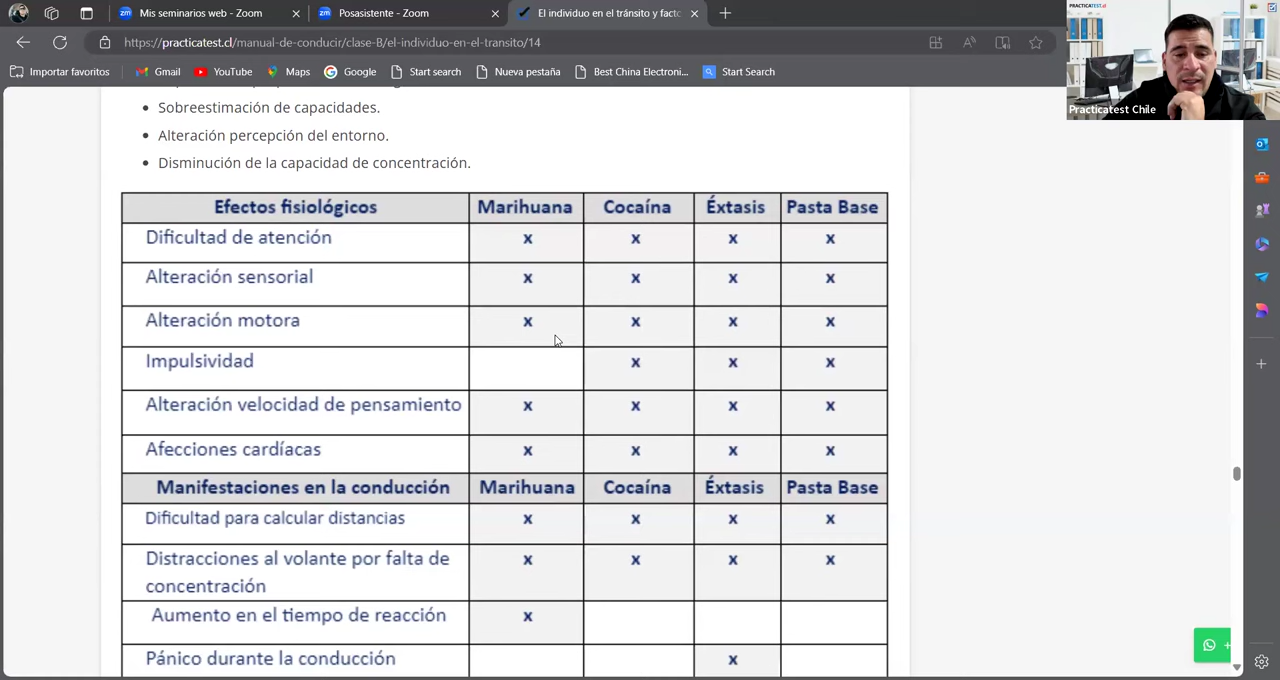 Mis seminarios web - Zoom
Posasistente - Zoom
El individuo en el tránsito y facto
https://practicatest.cl/manual-de-conducir/clase-B/el-individuo-en-el-transito/14
Importar favoritos
Gmail
YouTube
Maps
Google
Start search
Nueva pestaña
Best China Electroni...
Start Search
Practicatest Chile
• Sobreestimación de capacidades.
• Alteración percepción del entorno.
• Disminución de la capacidad de concentración.
Efectos fisiológicos Marihuana Cocaína Éxtasis Pasta Base
Dificultad de atención x x x x
Alteración sensorial x x x x
Alteración motora x x x x
Impulsividad x x x
Alteración velocidad de pensamiento x x x x
Afecciones cardíacas x x x x
Manifestaciones en la conducción Marihuana Cocaína Éxtasis Pasta Base
Dificultad para calcular distancias x x x x
Distracciones al volante por falta de
concentración x x x x
Aumento en el tiempo de reacción x
Pánico durante la conducción x